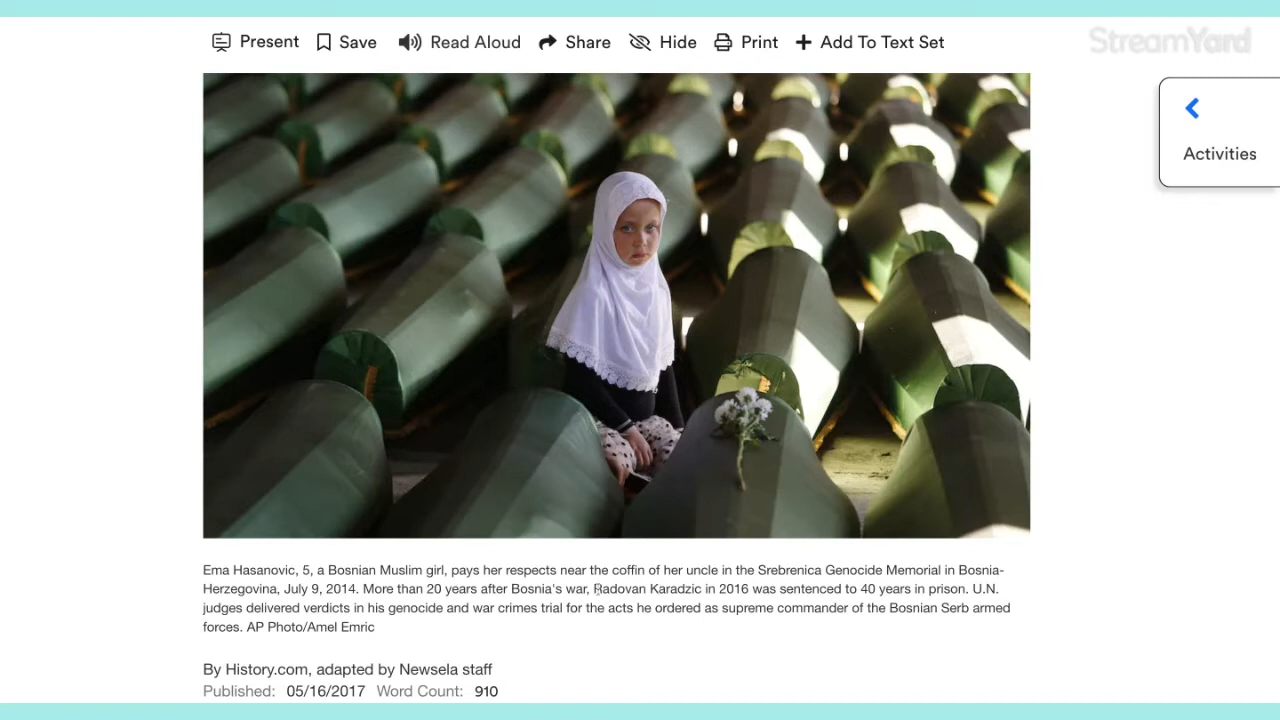 Present Save Read Aloud Share Hide Print Add To Text Set
StreamYard
Activities
Ema Hasanovic, 5, a Bosnian Muslim girl, pays her respects near the coffin of her uncle in the Srebrenica Genocide Memorial in Bosnia-
Herzegovina, July 9, 2014. More than 20 years after Bosnia's war, Radovan Karadzic in 2016 was sentenced to 40 years in prison. U.N.
judges delivered verdicts in his genocide and war crimes trial for the acts he ordered as supreme commander of the Bosnian Serb armed
forces. AP Photo/Amel Emric
By History.com, adapted by Newsela staff
Published: 05/16/2017 Word Count: 910